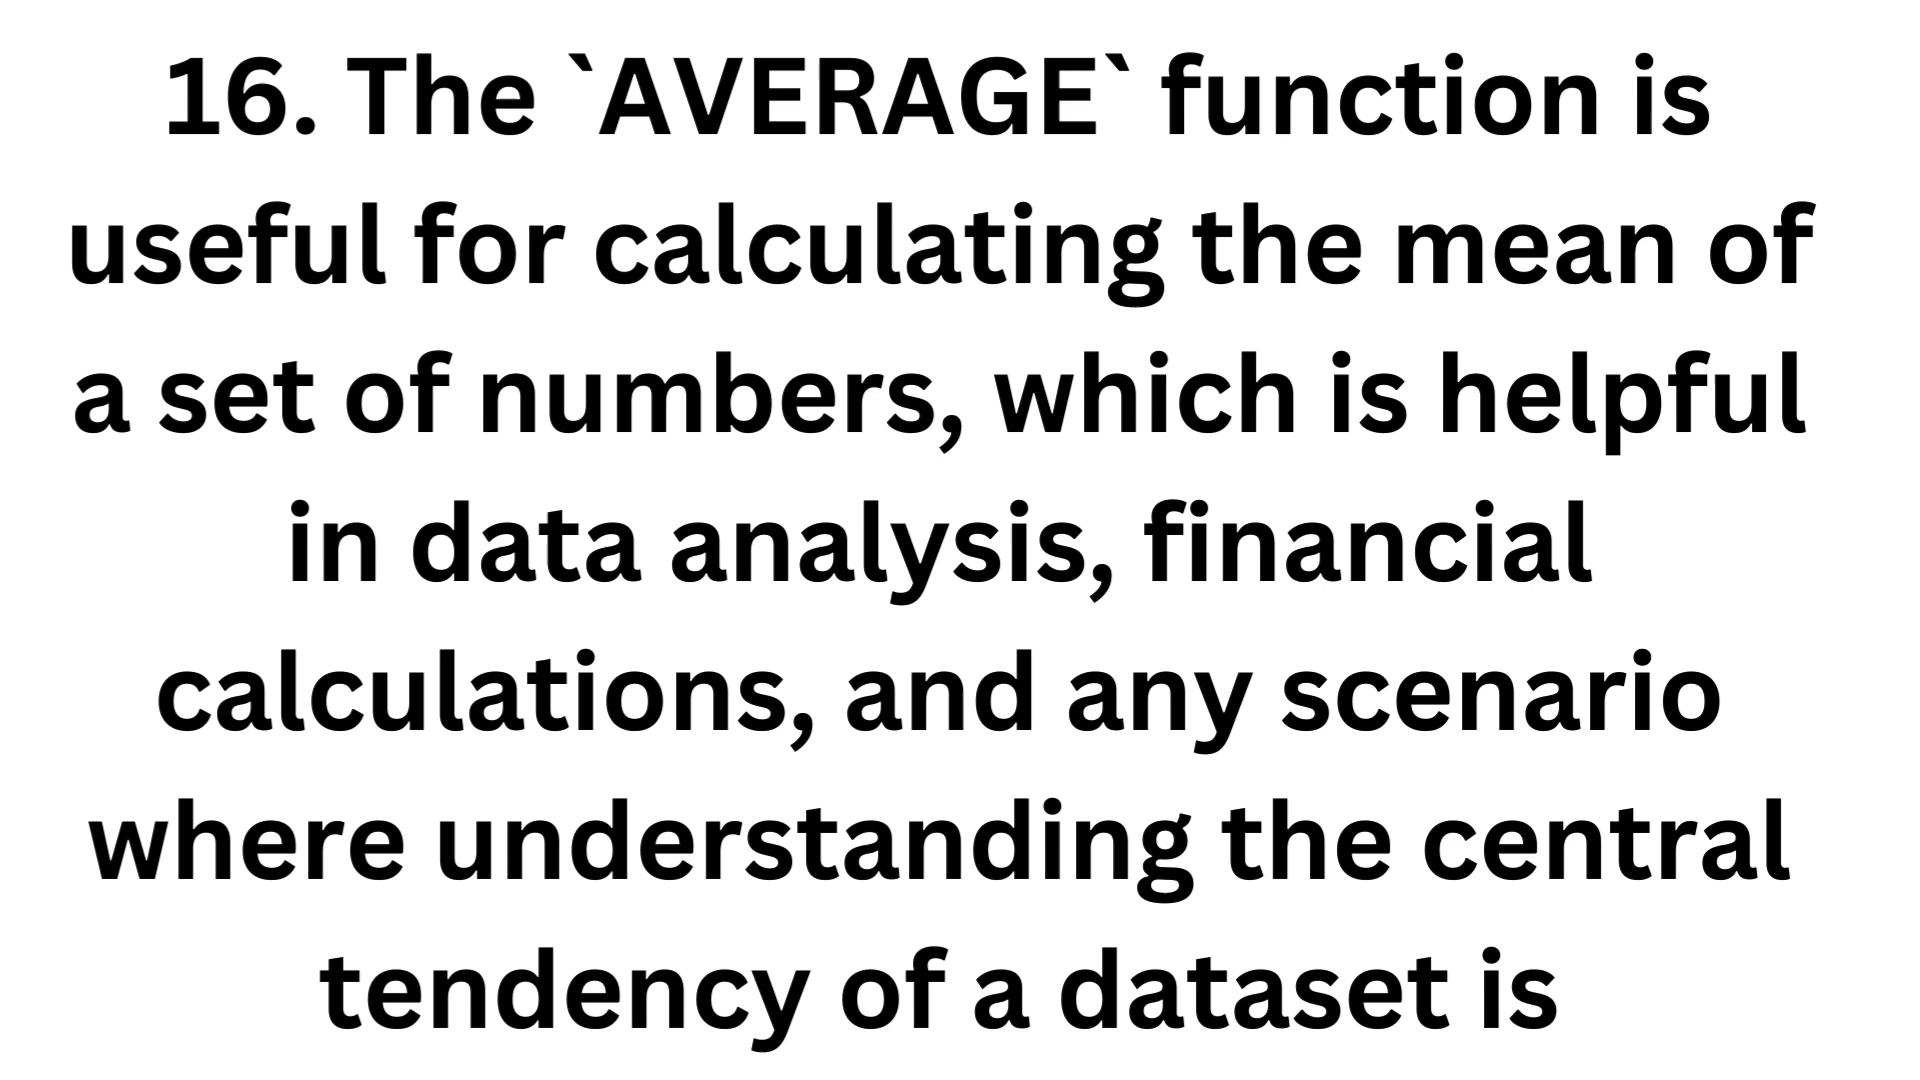 16. The `AVERAGE` function is
useful for calculating the mean of
a set of numbers, which is helpful
in data analysis, financial
calculations, and any scenario
where understanding the central
tendency of a dataset is